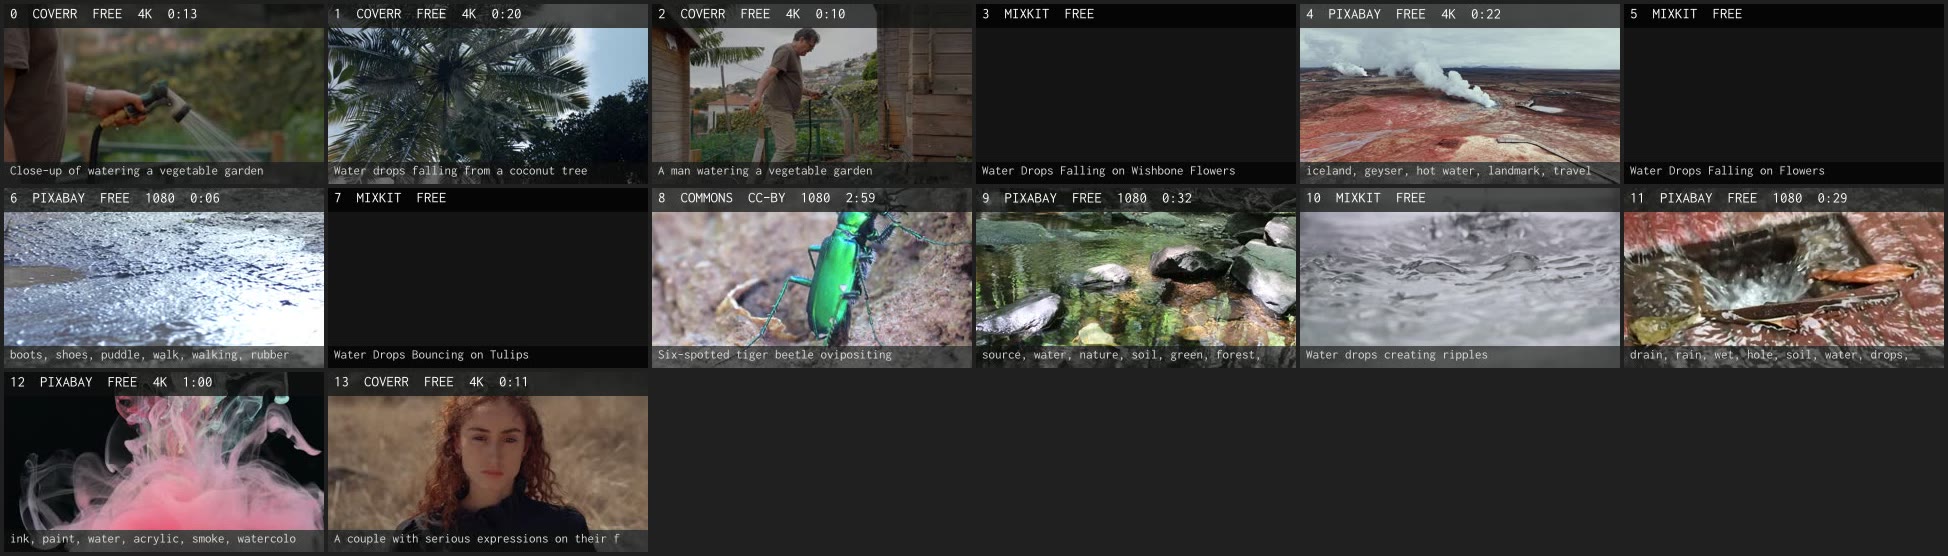 0 COVERR FREE 4K 0:13
Close-up of watering a vegetable garden
1 COVERR FREE 4K 0:20
Water drops falling from a coconut tree
2 COVERR FREE 4K 0:10
A man watering a vegetable garden
3 MIXKIT FREE
Water Drops Falling on Wishbone Flowers
4 PIXABAY FREE 4K 0:22
iceland, geyser, hot water, landmark, travel
5 MIXKIT FREE
Water Drops Falling on Flowers
6 PIXABAY FREE 1080 0:06
boots, shoes, puddle, walk, walking, rubber
7 MIXKIT FREE
Water Drops Bouncing on Tulips
8 COMMONS CC-BY 1080 2:59
Six-spotted tiger beetle ovipositing
9 PIXABAY FREE 1080 0:32
source, water, nature, soil, green, forest,
10 MIXKIT FREE
Water drops creating ripples
11 PIXABAY FREE 1080 0:29
drain, rain, wet, hole, soil, water, drops,
12 PIXABAY FREE 4K 1:00
ink, paint, water, acrylic, smoke, watercolo
13 COVERR FREE 4K 0:11
A couple with serious expressions on their f